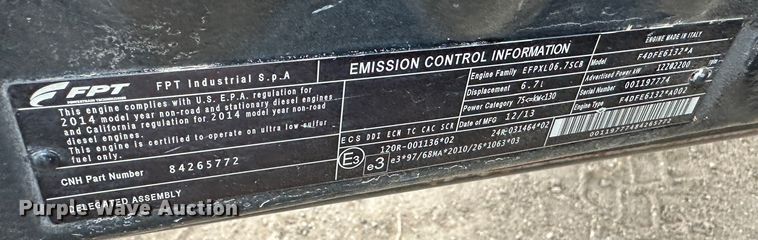 FPT
POWERTRAIN TECHNOLOGIES
FPT Industrial S.p.A
This engine complies with U.S. E.P.A. regulation for
2014 model year non-road and stationary diesel engines
and California regulation for 2014 model year non-road
diesel engines.
This engine is certified to operate on ultra low sulfur
fuel only.
CNH Part Number 84265772
DELEGATED ASSEMBLY
EMISSION CONTROL INFORMATION
ENGINE MADE IN ITALY
Engine Family EFPXL06.7SCB
Displacement 6.7l
Power Category 75≤kW<130
12/13
ECS DDI ECM TC CAC SCR
E3 120R-001136*02 24R-031464*02
e3 e3*97/68MA*2010/26*1063*03
Model F4DFE6132*A
Advertised Power kW 122@2200
Serial Number 001197774
Engine Type F4DFE6132*A002
00119777484265772
Purple Wave Auction